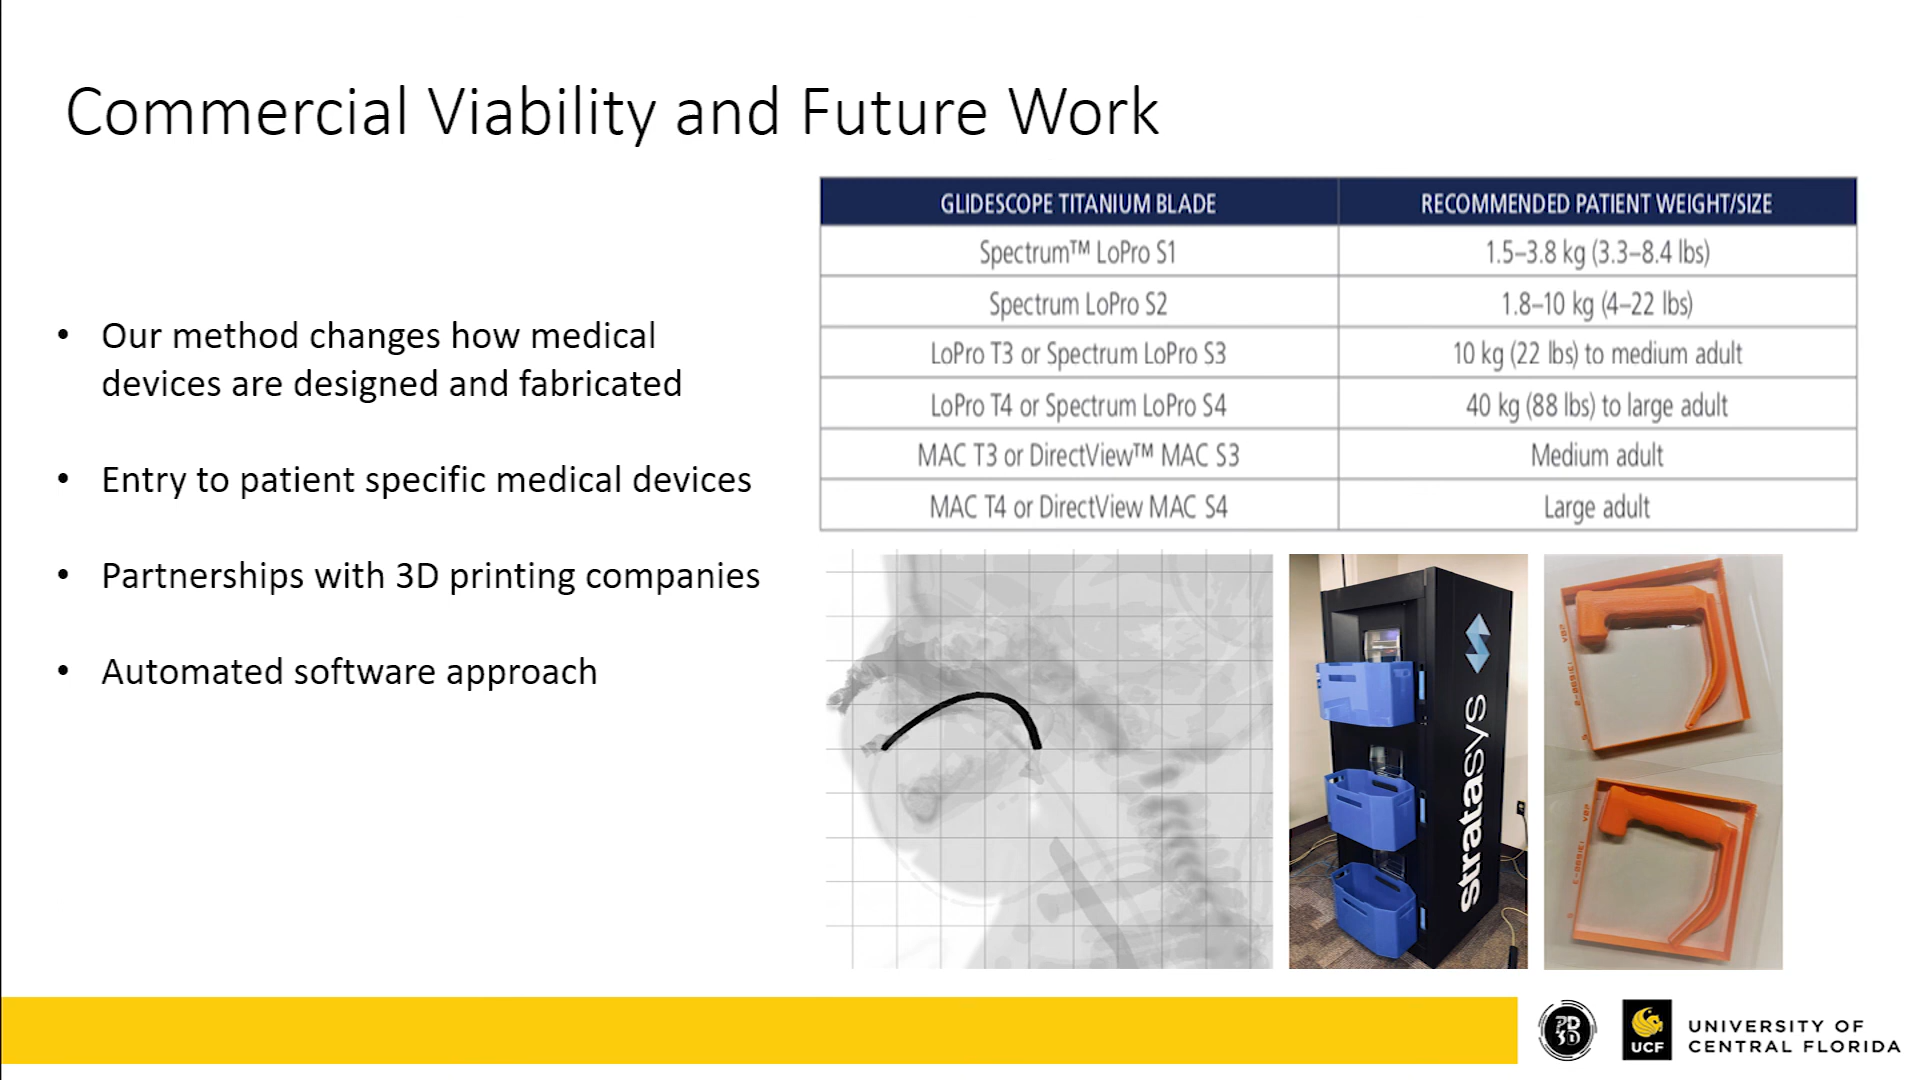 Commercial Viability and Future Work
• Our method changes how medical
devices are designed and fabricated
• Entry to patient specific medical devices
• Partnerships with 3D printing companies
• Automated software approach
GLIDESCOPE TITANIUM BLADE RECOMMENDED PATIENT WEIGHT/SIZE
Spectrum™ LoPro S1 1.5–3.8 kg (3.3–8.4 lbs)
Spectrum LoPro S2 1.8–10 kg (4–22 lbs)
LoPro T3 or Spectrum LoPro S3 10 kg (22 lbs) to medium adult
LoPro T4 or Spectrum LoPro S4 40 kg (88 lbs) to large adult
MAC T3 or DirectView™ MAC S3 Medium adult
MAC T4 or DirectView MAC S4 Large adult
stratasys
PD
3D
UCF
UNIVERSITY OF
CENTRAL FLORIDA